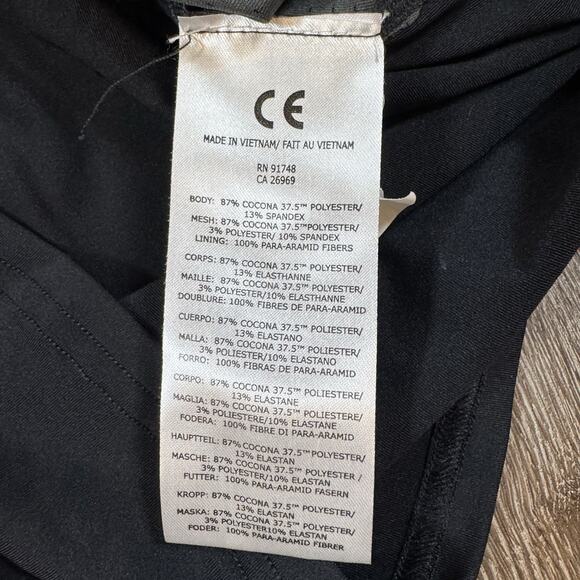 CE
MADE IN VIETNAM/ FAIT AU VIETNAM
RN 91748
CA 26969
BODY: 87% COCONA 37.5™ POLYESTER/
13% SPANDEX
MESH: 87% COCONA 37.5™POLYESTER/
3% POLYESTER/ 10% SPANDEX
LINING: 100% PARA-ARAMID FIBERS
CORPS: 87% COCONA 37.5™ POLYESTER/
13% ELASTHANNE
MAILLE: 87% COCONA 37.5™ POLYESTER/
3% POLYESTER/10% ELASTHANNE
DOUBLURE: 100% FIBRES DE PARA-ARAMID
CUERPO: 87% COCONA 37.5™ POLIESTER/
13% ELASTANO
MALLA: 87% COCONA 37.5™ POLIESTER/
3% POLIESTER/10% ELASTANO
FORRO: 100% FIBRAS DE PARA-ARAMID
CORPO: 87% COCONA 37.5™ POLIESTERE/
13% ELASTANE
MAGLIA: 87% COCONA 37.5™ POLIESTERE/
3% POLIESTERE/10% ELASTANE
FODERA: 100% FIBRE DI PARA-ARAMID
HAUPTTEIL: 87% COCONA 37.5™ POLYESTER/
13% ELASTAN
MASCHE: 87% COCONA 37.5™ POLYESTER /
3% POLYESTER/10% ELASTAN
FUTTER: 100% PARA-ARAMID FASERN
KROPP: 87% COCONA 37.5™ POLYESTER/
13% ELASTAN
MASKA: 87% COCONA 37.5™ POLYESTER/
3% POLYESTER10% ELASTAN
FODER: 100% PARA-ARAMID FIBRER